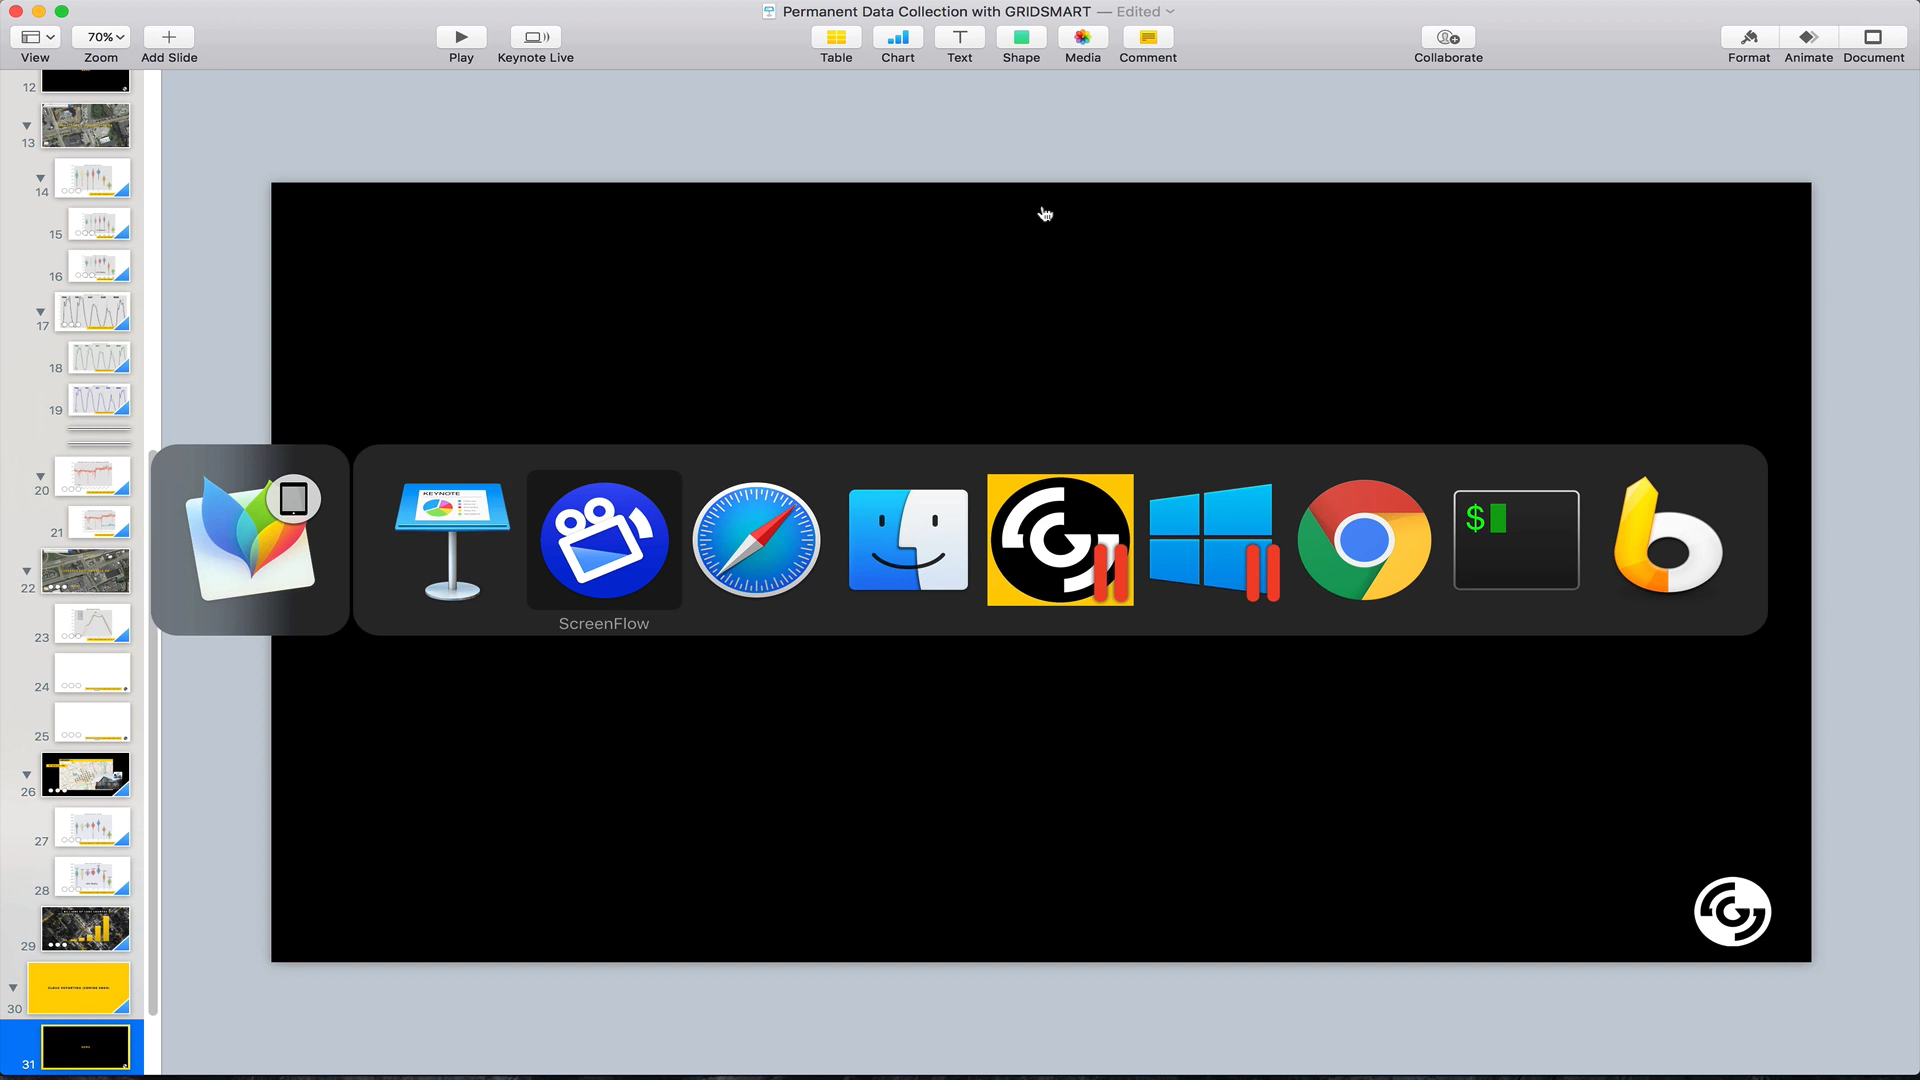 Permanent Data Collection with GRIDSMART — Edited
70%
View
Zoom
Add Slide
Play
Keynote Live
Table
Chart
Text
Shape
Media
Comment
Collaborate
Format
Animate
Document
12
13
14
15
16
17
18
19
20
21
22
23
24
25
26
27
28
29
30
31
KEYNOTE
$
ScreenFlow